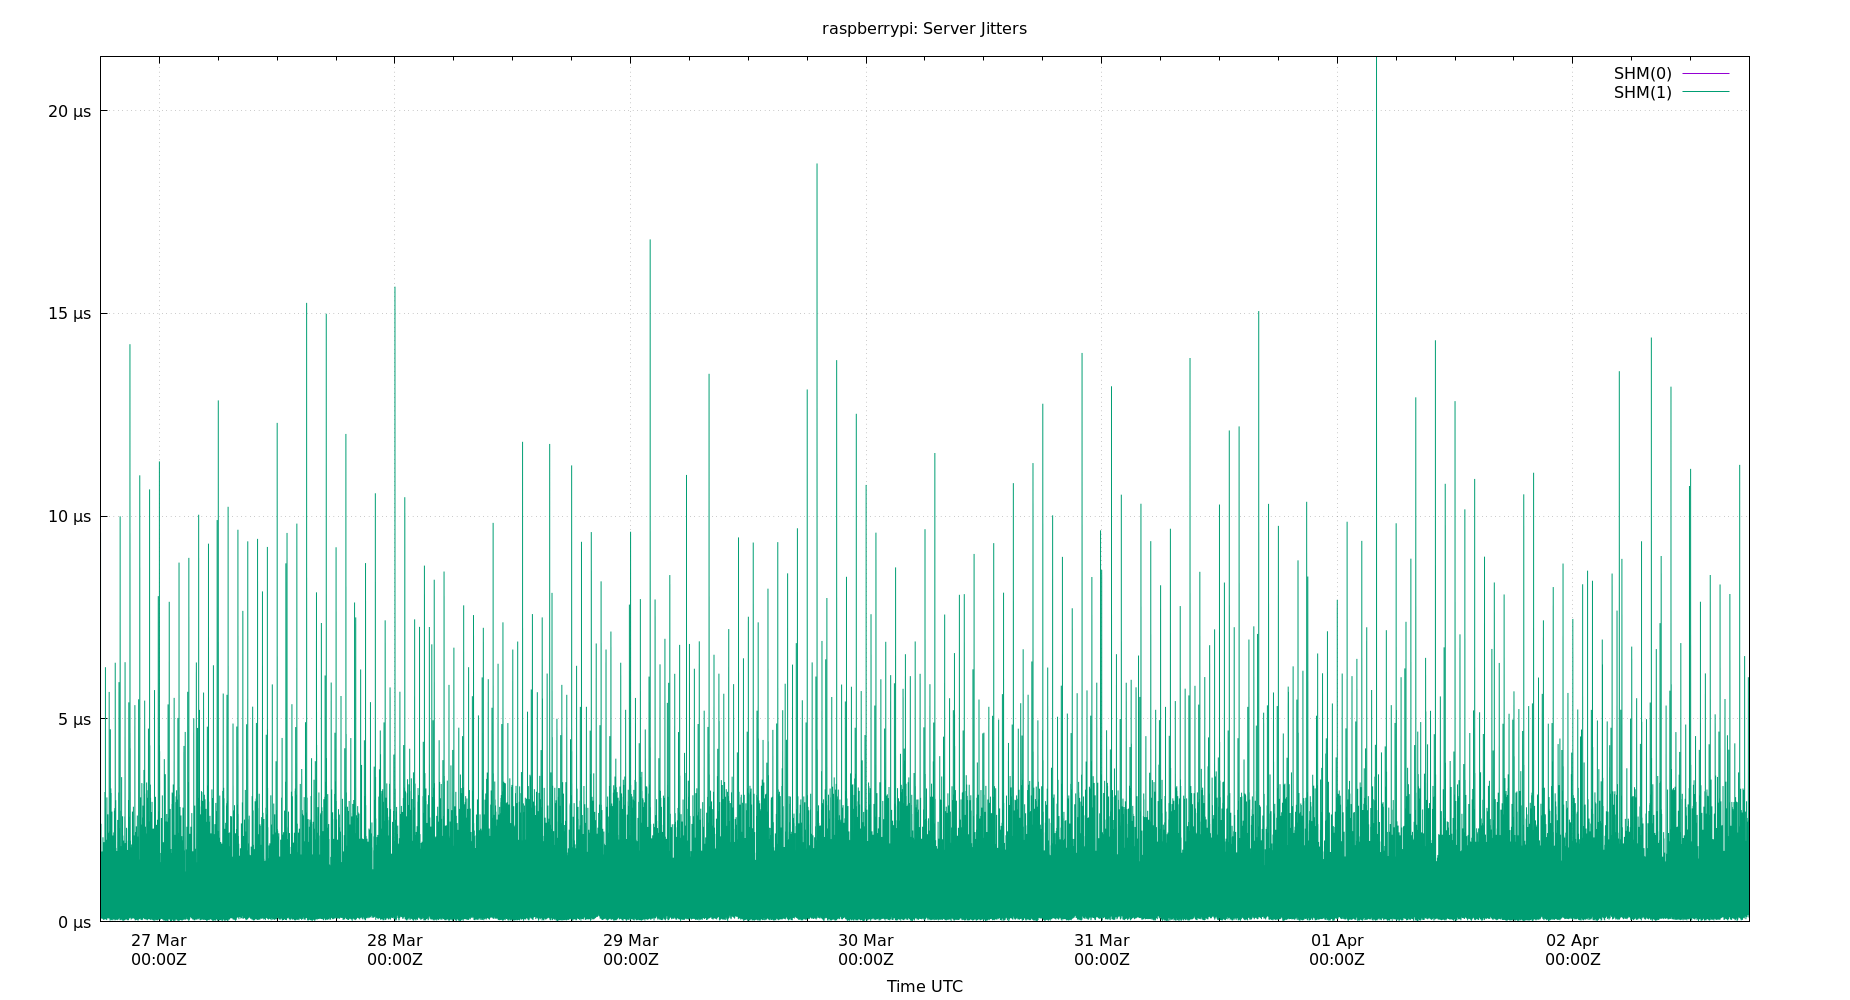 raspberrypi: Server Jitters
SHM(0)
SHM(1)
20 µs
15 µs
10 µs
5 µs
0 µs
27 Mar 28 Mar 29 Mar 30 Mar 31 Mar 01 Apr 02 Apr
00:00Z 00:00Z 00:00Z 00:00Z 00:00Z 00:00Z 00:00Z
Time UTC